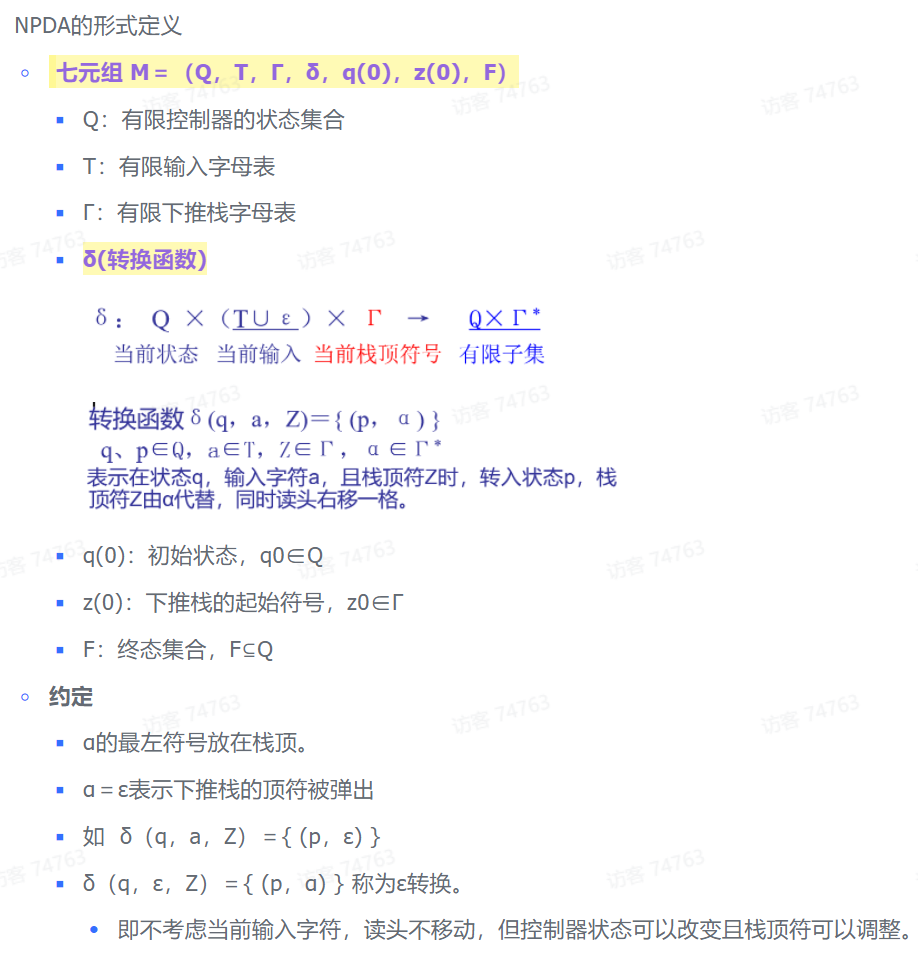 NPDA的形式定义
七元组 M＝（Q，T，Γ，δ，q(0)，z(0)，F）
Q：有限控制器的状态集合
T：有限输入字母表
Γ：有限下推栈字母表
δ(转换函数)
δ： Q ×（T∪ε）× Γ → Q×Γ*
当前状态 当前输入 当前栈顶符号 有限子集
转换函数δ(q，a，Z)＝{ (p，α) }
q、p∈Q，a∈T，Z∈Γ，α∈Γ*
表示在状态q，输入字符a，且栈顶符Z时，转入状态p，栈
顶符Z由α代替，同时读头右移一格。
q(0)：初始状态，q0∈Q
z(0)：下推栈的起始符号，z0∈Γ
F：终态集合，F⊆Q
约定
α的最左符号放在栈顶。
α＝ε表示下推栈的顶符被弹出
如 δ（q，a，Z）＝{ (p，ε) }
δ（q，ε，Z）＝{ (p，α) } 称为ε转换。
即不考虑当前输入字符，读头不移动，但控制器状态可以改变且栈顶符可以调整。
访客 74763